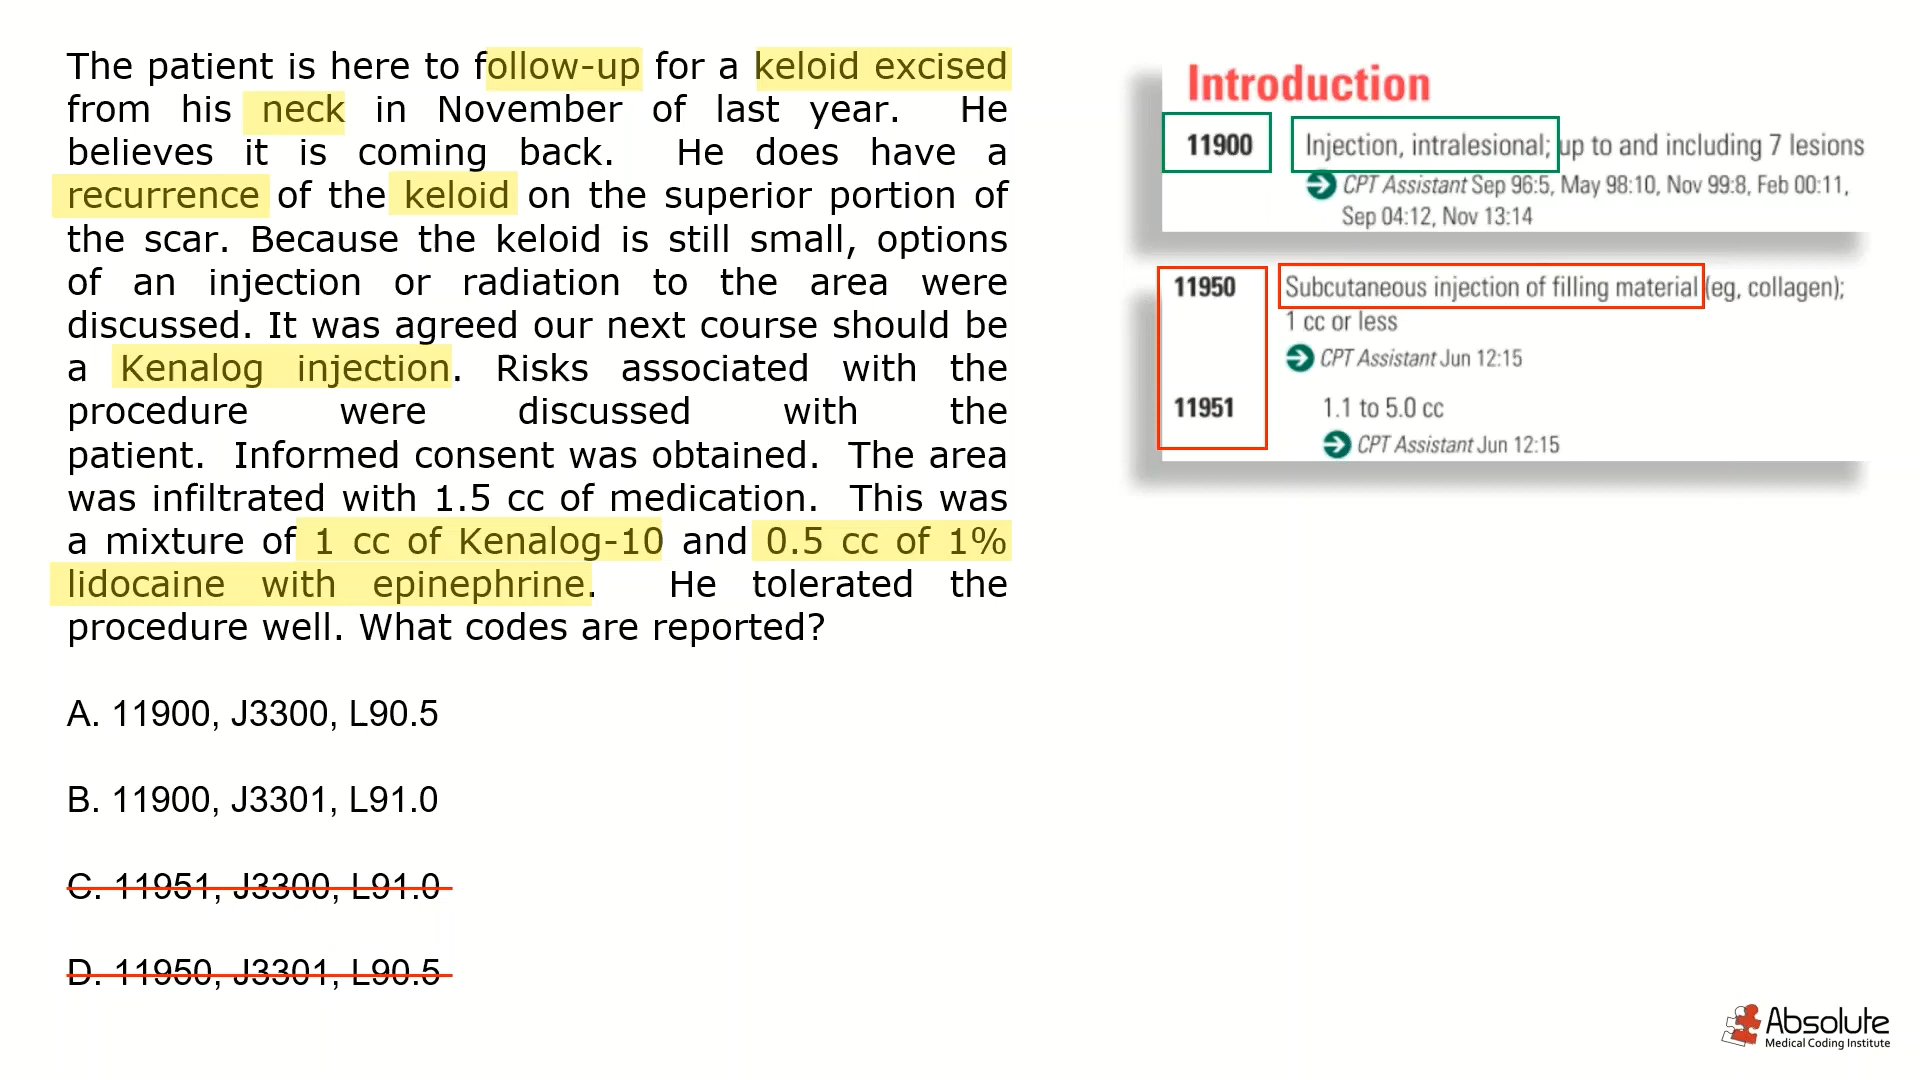 The patient is here to follow-up for a keloid excised
from his neck in November of last year. He
believes it is coming back. He does have a
recurrence of the keloid on the superior portion of
the scar. Because the keloid is still small, options
of an injection or radiation to the area were
discussed. It was agreed our next course should be
a Kenalog injection. Risks associated with the
procedure were discussed with the
patient. Informed consent was obtained. The area
was infiltrated with 1.5 cc of medication. This was
a mixture of 1 cc of Kenalog-10 and 0.5 cc of 1%
lidocaine with epinephrine. He tolerated the
procedure well. What codes are reported?
A. 11900, J3300, L90.5
B. 11900, J3301, L91.0
C. 11951, J3300, L91.0
D. 11950, J3301, L90.5
Introduction
11900 Injection, intralesional; up to and including 7 lesions
CPT Assistant Sep 96:5, May 98:10, Nov 99:8, Feb 00:11,
Sep 04:12, Nov 13:14
11950 Subcutaneous injection of filling material (eg, collagen);
1 cc or less
CPT Assistant Jun 12:15
11951 1.1 to 5.0 cc
CPT Assistant Jun 12:15
Absolute
Medical Coding Institute